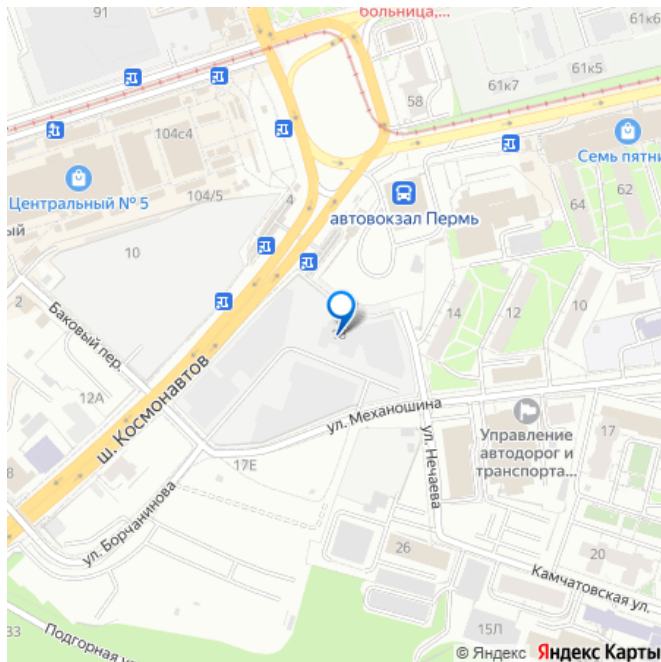 больница,...
91
61к6
61к5
61к7
58
104с4
Центральный № 5
104/5
4
Семь пятни
62
64
автовокзал Пермь
ый
10
2
Баковый пер.
14
12
10
12А
ш. Космонавтов
ул. Механошина
17Е
ул. Нечаева
Управление
автодорог и
транспорта...
17
8
ул. Борчанинова
26
20
Камчатовская ул.
15Л
33
Подгорная у
© Яндекс Яндекс Карты